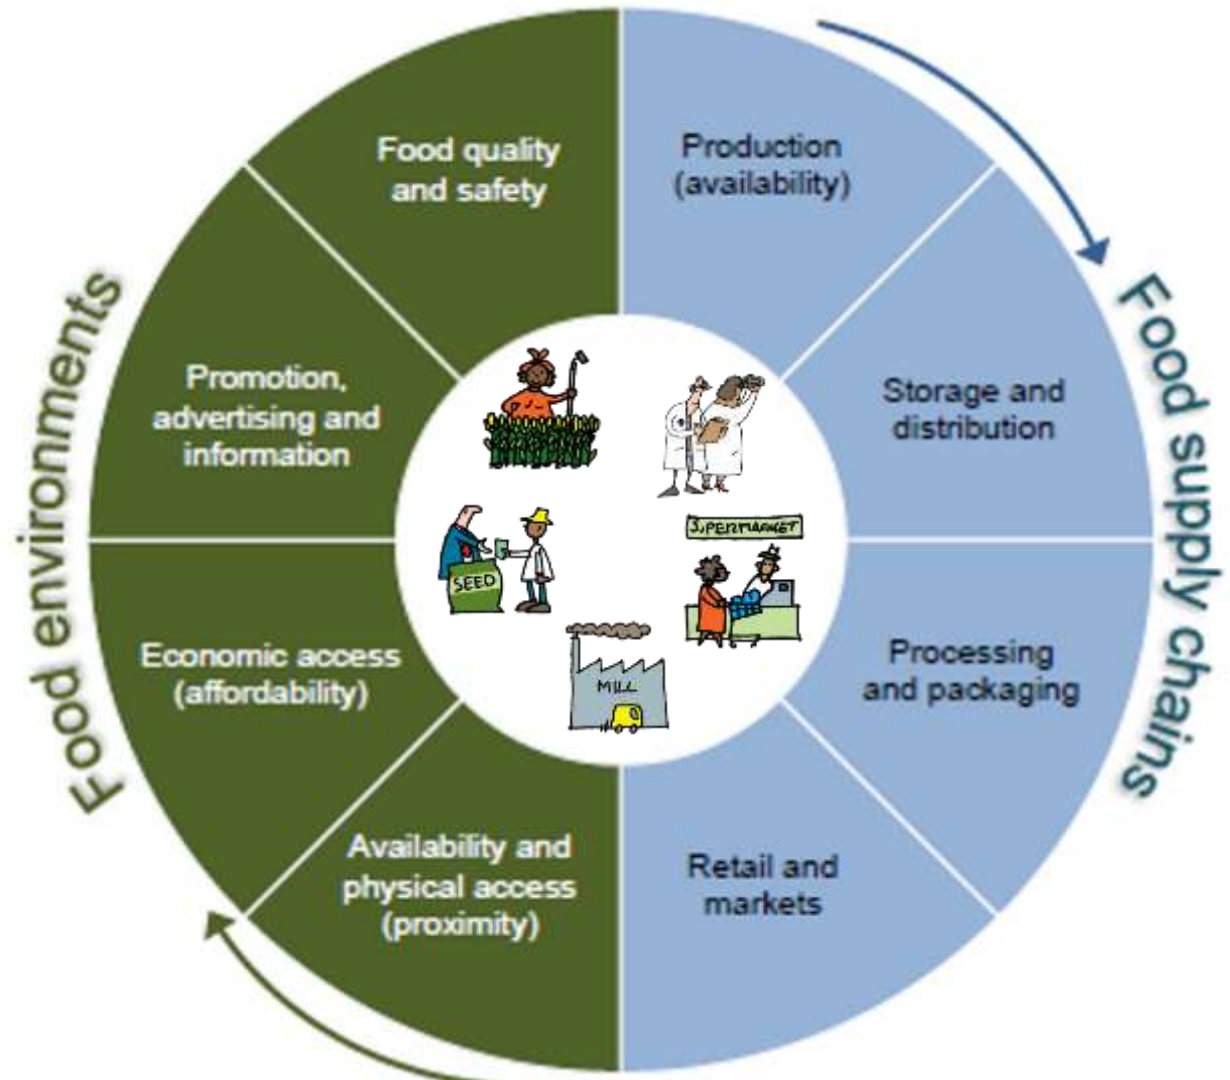 Food quality
and safety
Production
(availability)
Food environments
Promotion,
advertising and
information
Storage and
distribution
Food supply chains
SUPERMARKET
SEED
MILL
Economic access
(affordability)
Processing
and packaging
Availability and
physical access
(proximity)
Retail and
markets